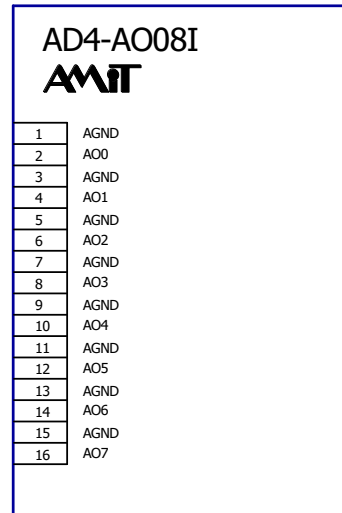 AD4-AO08I
AMiT
1 AGND
2 AO0
3 AGND
4 AO1
5 AGND
6 AO2
7 AGND
8 AO3
9 AGND
10 AO4
11 AGND
12 AO5
13 AGND
14 AO6
15 AGND
16 AO7